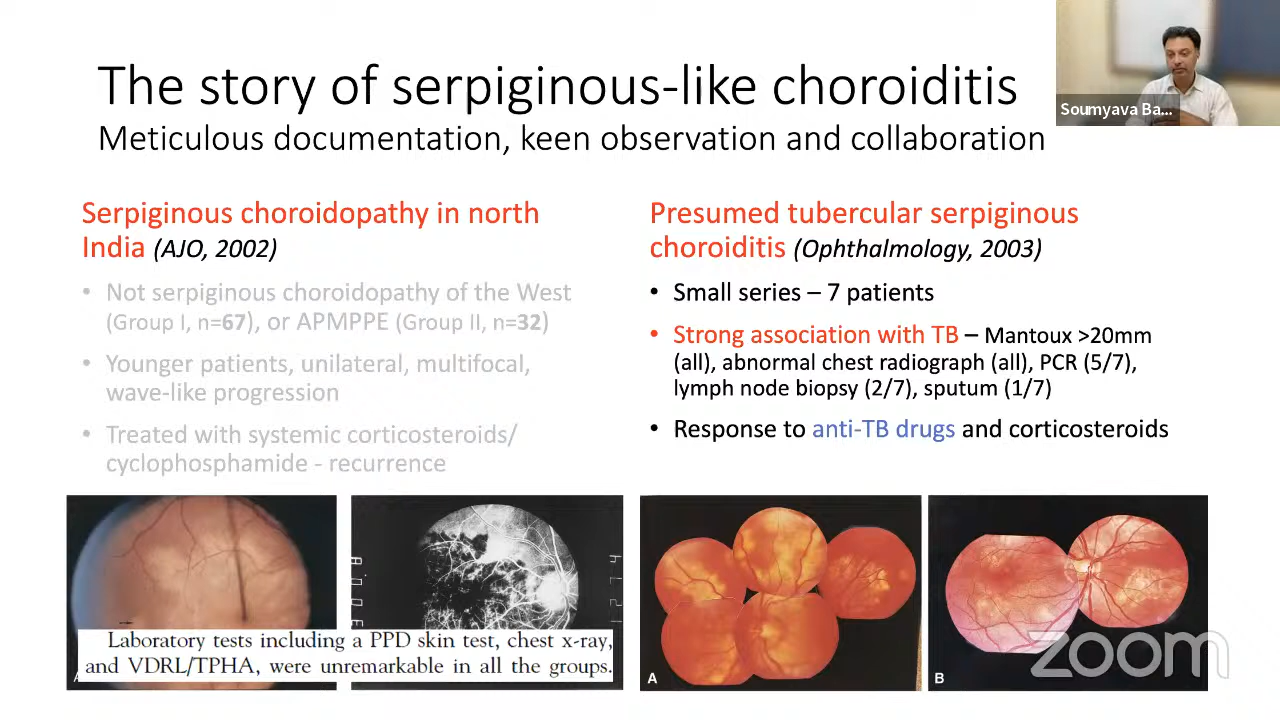 The story of serpiginous-like choroiditis
Meticulous documentation, keen observation and collaboration
Soumyava Ba...
Serpiginous choroidopathy in north
India (AJO, 2002)
• Not serpiginous choroidopathy of the West
(Group I, n=67), or APMPPE (Group II, n=32)
• Younger patients, unilateral, multifocal,
wave-like progression
• Treated with systemic corticosteroids/
cyclophosphamide - recurrence
Laboratory tests including a PPD skin test, chest x-ray,
and VDRL/TPHA, were unremarkable in all the groups.
Presumed tubercular serpiginous
choroiditis (Ophthalmology, 2003)
• Small series – 7 patients
• Strong association with TB – Mantoux >20mm
(all), abnormal chest radiograph (all), PCR (5/7),
lymph node biopsy (2/7), sputum (1/7)
• Response to anti-TB drugs and corticosteroids
A
B
zoom